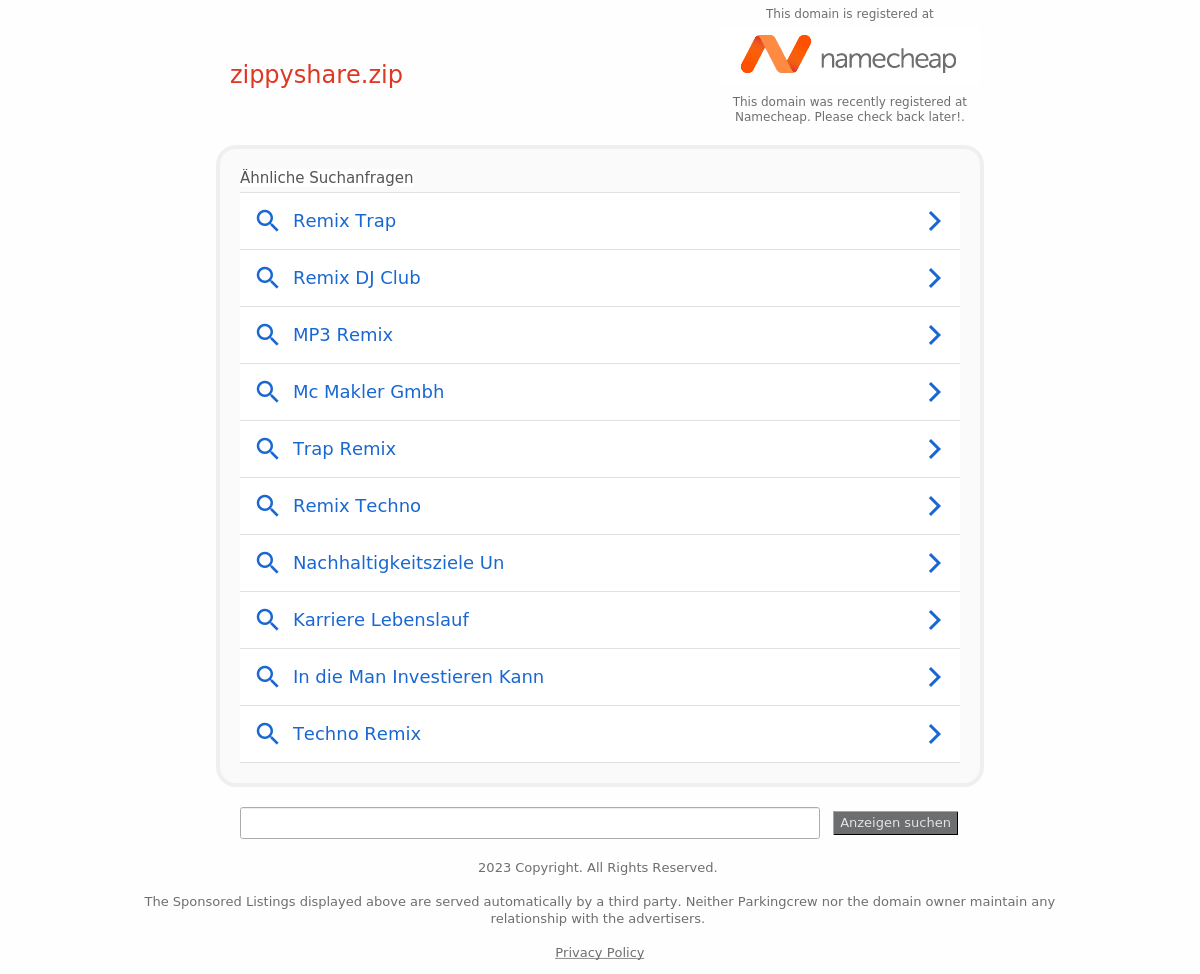 This domain is registered at
namecheap
zippyshare.zip
This domain was recently registered at
Namecheap. Please check back later!.
Ähnliche Suchanfragen
Remix Trap
Remix DJ Club
MP3 Remix
Mc Makler Gmbh
Trap Remix
Remix Techno
Nachhaltigkeitsziele Un
Karriere Lebenslauf
In die Man Investieren Kann
Techno Remix
Anzeigen suchen
2023 Copyright. All Rights Reserved.
The Sponsored Listings displayed above are served automatically by a third party. Neither Parkingcrew nor the domain owner maintain any
relationship with the advertisers.
Privacy Policy